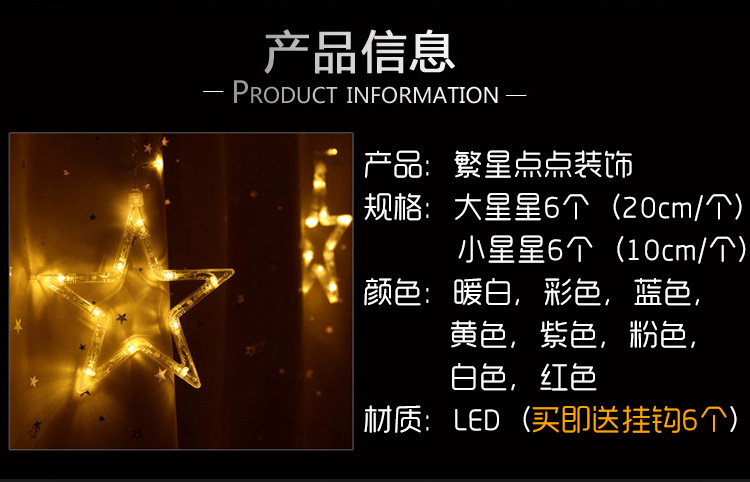 产品信息
— PRODUCT INFORMATION —
产品：繁星点点装饰
规格：大星星6个（20cm/个）
小星星6个（10cm/个）
颜色：暖白，彩色，蓝色，
黄色，紫色，粉色，
白色，红色
材质：LED（买即送挂钩6个）